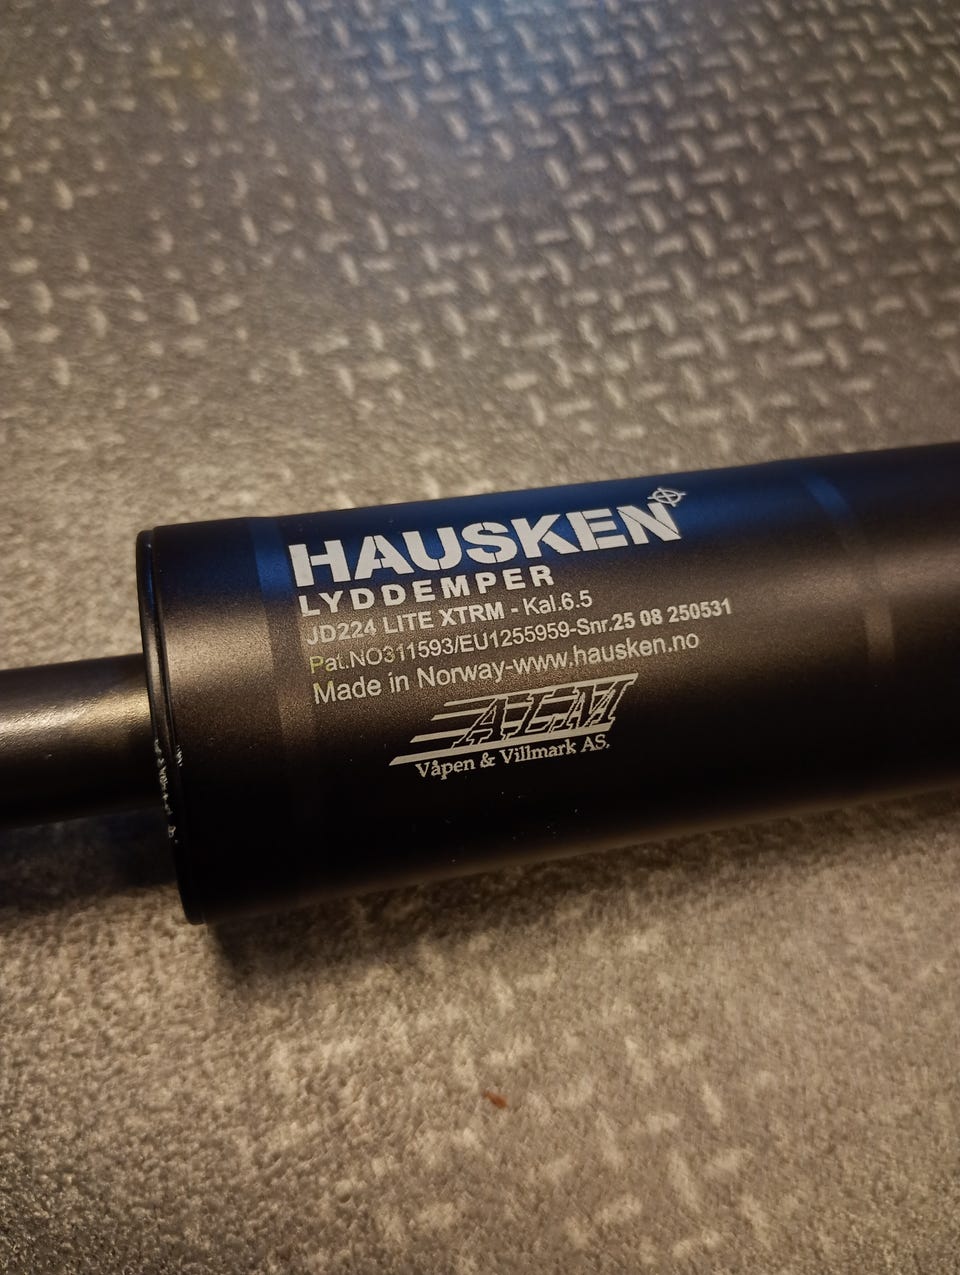 HAUSKEN
LYDDEMPER
JD224 LITE XTRM - Kal.6.5
Pat.NO311593/EU1255959-Snr.25 08 250531
Made in Norway-www.hausken.no
ALM
Våpen & Villmark AS.